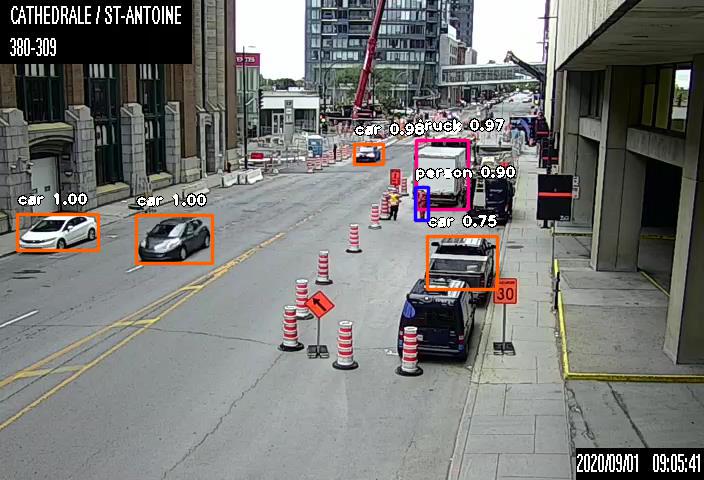 CATHEDRALE / ST-ANTOINE
380-309
car 0.98
truck 0.97
person 0.90
car 1.00
car 1.00
car 0.75
30
2020/09/01 09:05:41